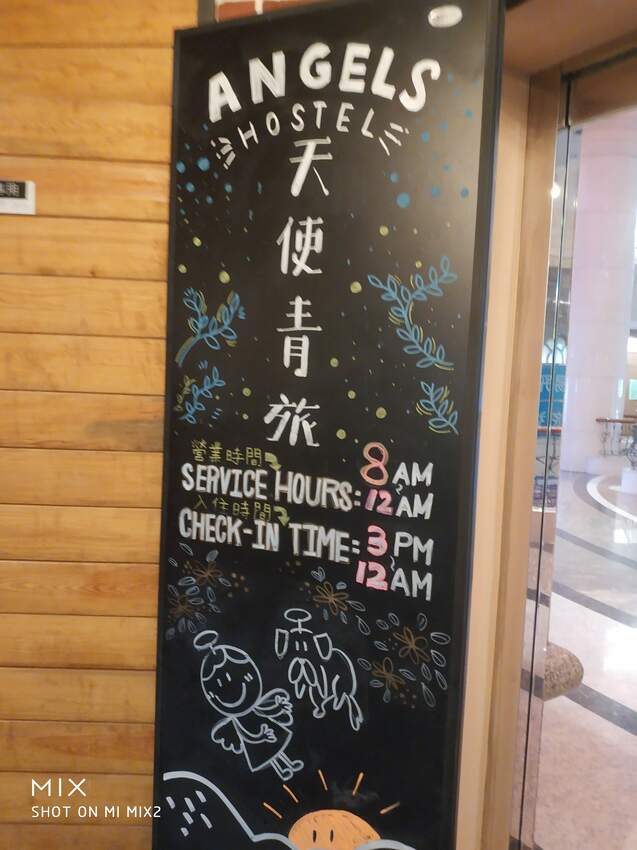 ANGELS
HOSTEL
天使青旅
營業時間
SERVICE HOURS: 8 AM
~
12 AM
入住時間
CHECK-IN TIME: 3 PM
~
12 AM
MIX
SHOT ON MI MIX2